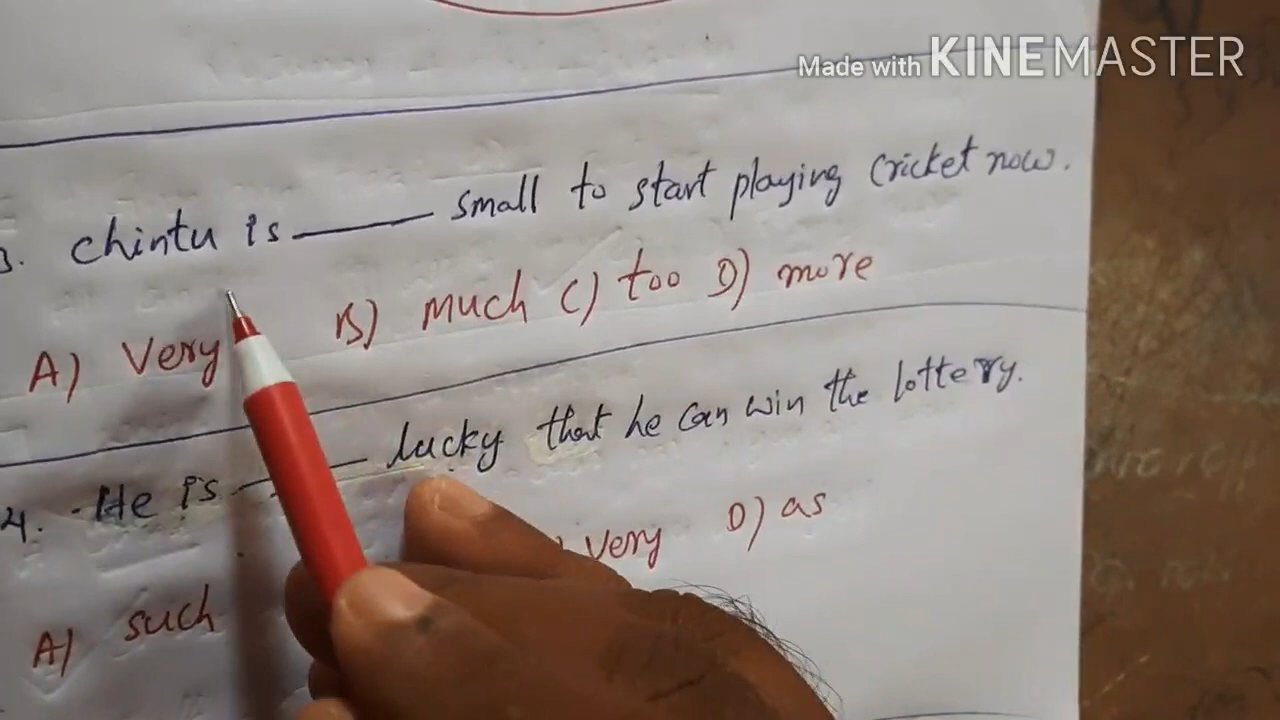 Made with KINEMASTER
3. Chintu is ______ small to start playing cricket now.
A) Very B) Much C) too D) more
4. He is ______ lucky that he can win the lottery.
A) such very D) as